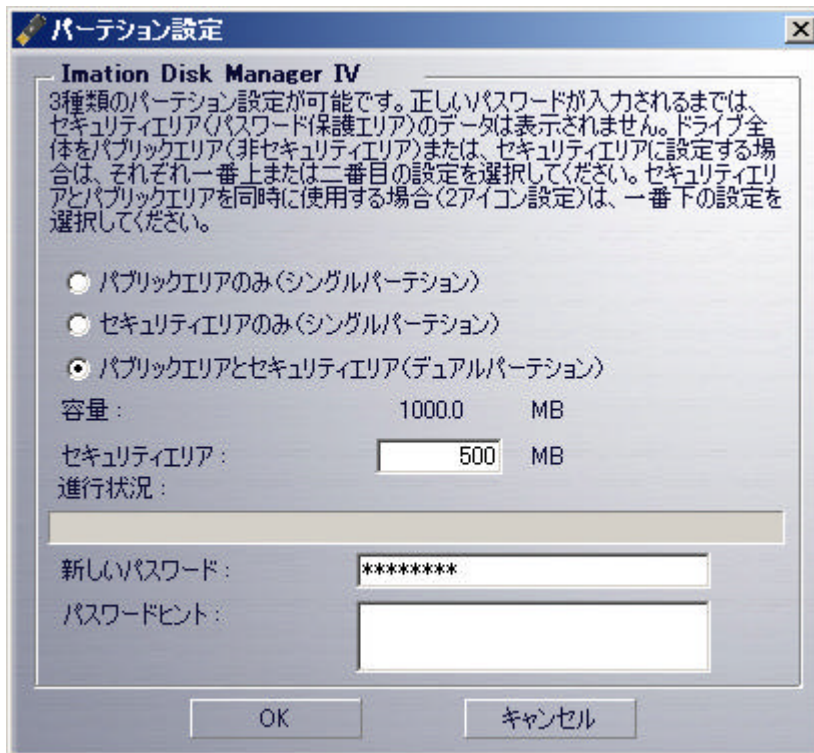 パーテション設定
Imation Disk Manager IV
3種類のパーテション設定が可能です。正しいパスワードが入力されるまでは、
セキュリティエリア(パスワード保護エリア)のデータは表示されません。ドライブ全
体をパブリックエリア(非セキュリティエリア)または、セキュリティエリアに設定する場
合は、それぞれ一番上または二番目の設定を選択してください。セキュリティエリ
アとパブリックエリアを同時に使用する場合(2アイコン設定)は、一番下の設定を
選択してください。
パブリックエリアのみ(シングルパーテション)
セキュリティエリアのみ(シングルパーテション)
パブリックエリアとセキュリティエリア(デュアルパーテション)
容量: 1000.0 MB
セキュリティエリア: 500 MB
進行状況:
新しいパスワード: ********
パスワードヒント:
OK キャンセル